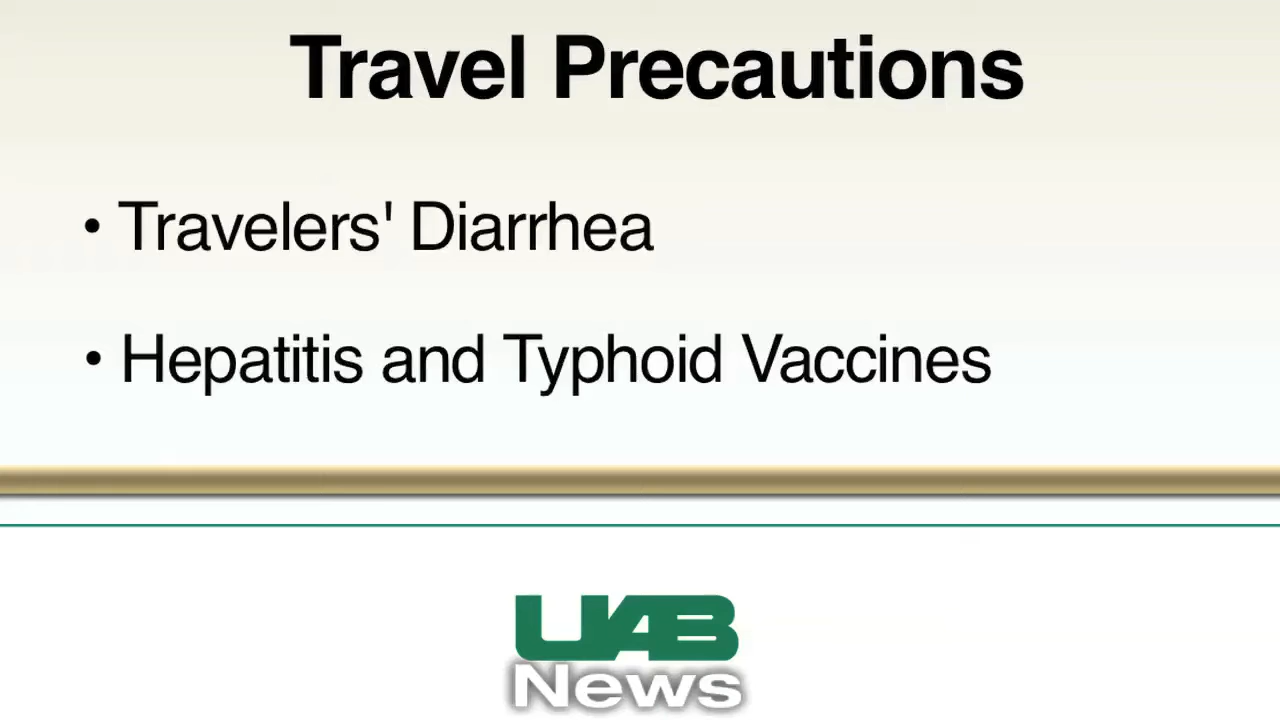 Travel Precautions
• Travelers' Diarrhea
• Hepatitis and Typhoid Vaccines
UAB
News